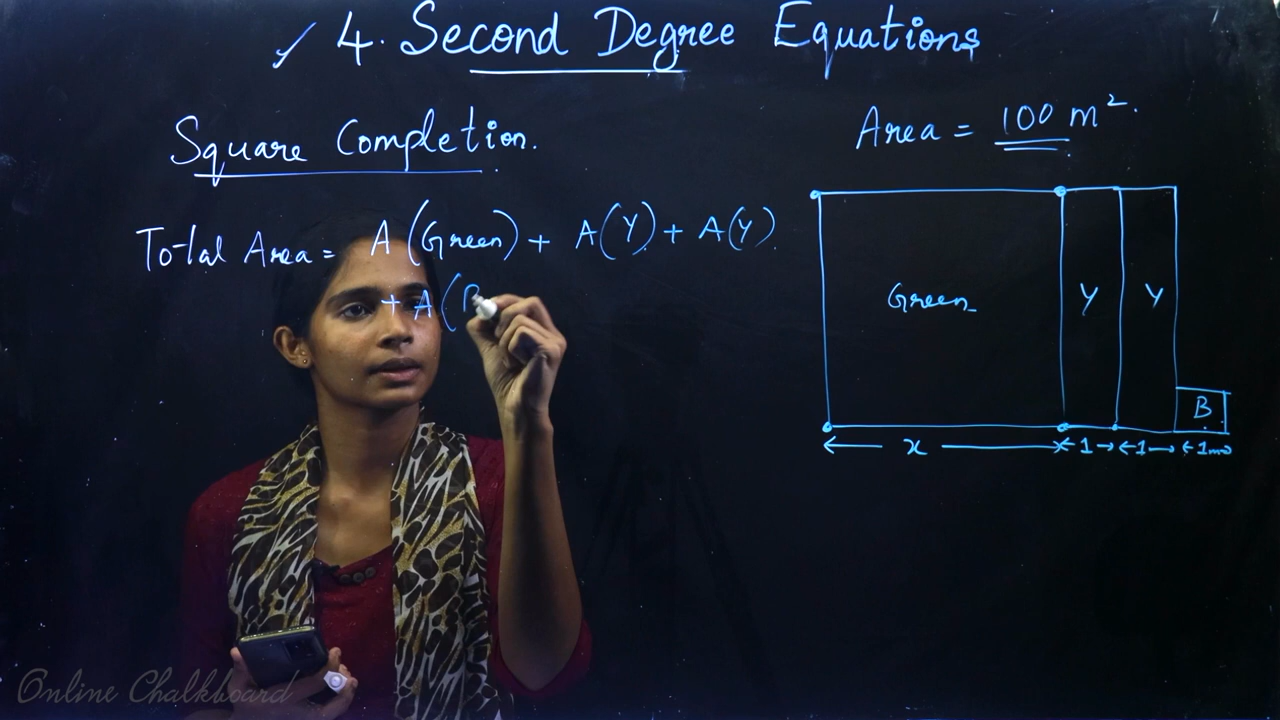 ✓ 4. Second Degree Equations
Square Completion.
Area = 100 m².
Total Area = A (Green) + A(Y) + A(Y)
+ A (B
Green
Y
Y
B
x
1
1
1m
Online Chalkboard